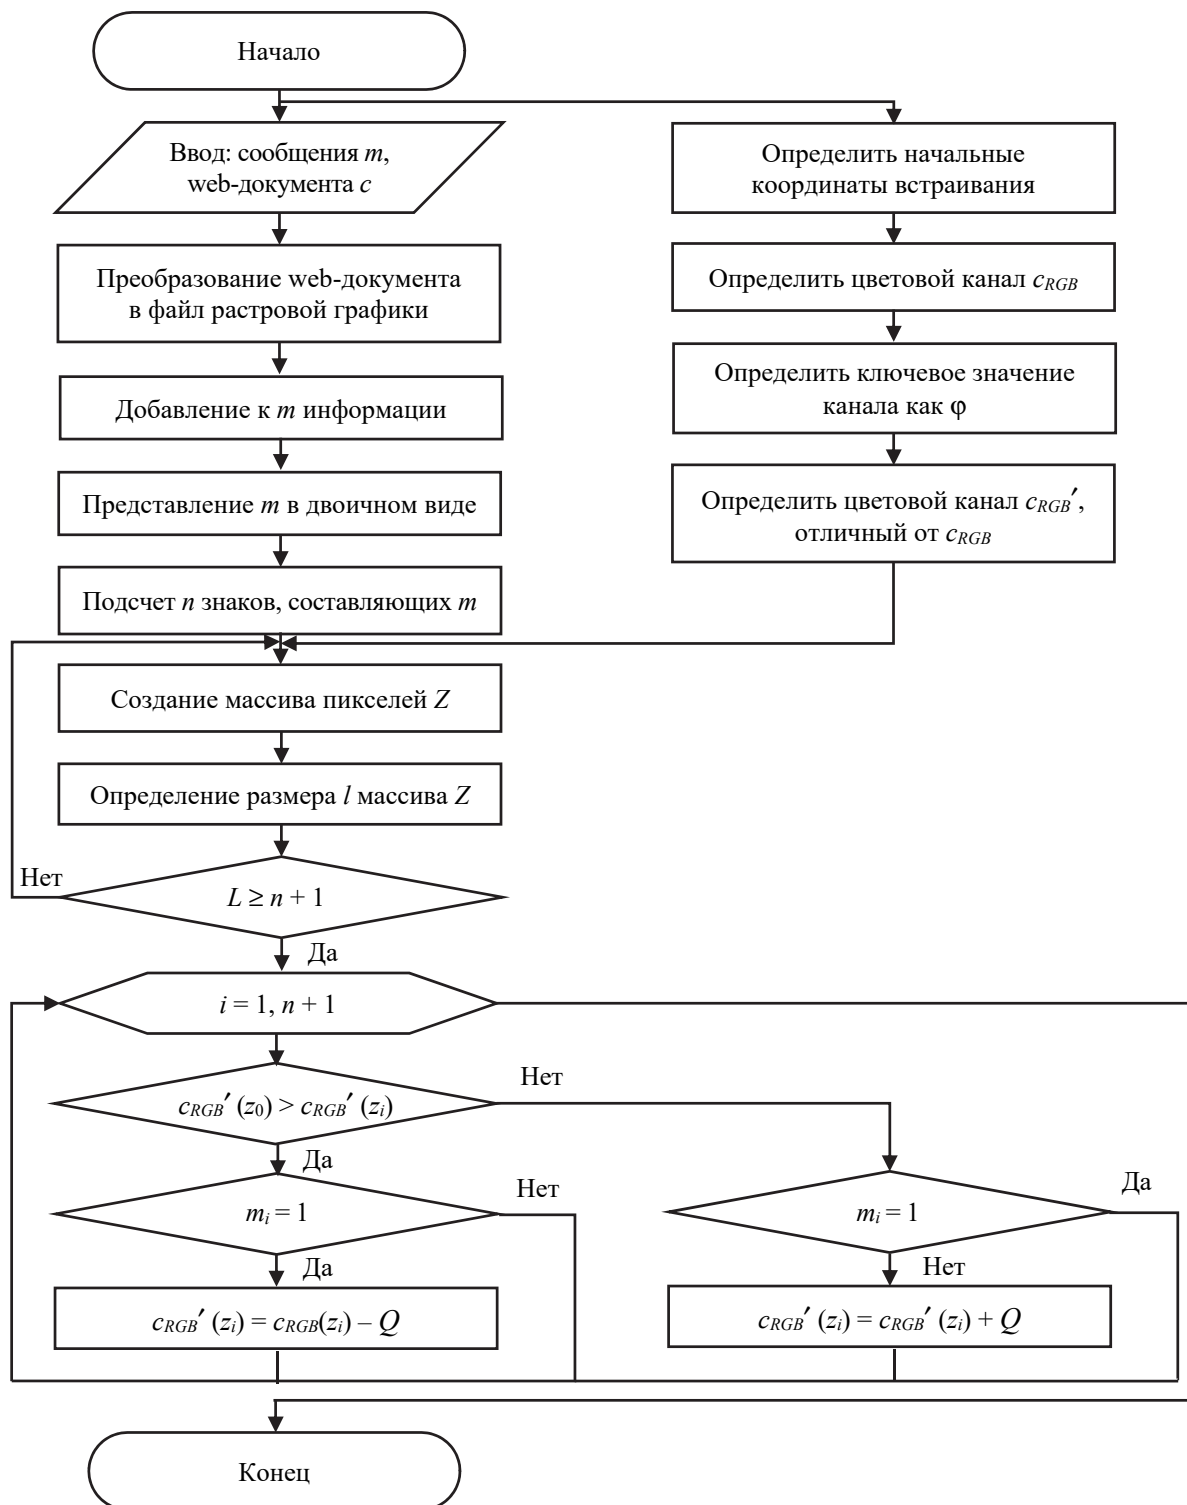 Начало
Ввод: сообщения m,
web-документа c
Преобразование web-документа
в файл растровой графики
Добавление к m информации
Представление m в двоичном виде
Подсчет n знаков, составляющих m
Определить начальные
координаты встраивания
Определить цветовой канал cRGB
Определить ключевое значение
канала как φ
Определить цветовой канал cRGB′,
отличный от cRGB
Создание массива пикселей Z
Определение размера l массива Z
Нет
L ≥ n + 1
Да
i = 1, n + 1
Нет
cRGB′ (z0) > cRGB′ (zi)
Да
Нет
mi = 1
Да
cRGB′ (zi) = cRGB(zi) – Q
Да
mi = 1
Нет
cRGB′ (zi) = cRGB′ (zi) + Q
Конец